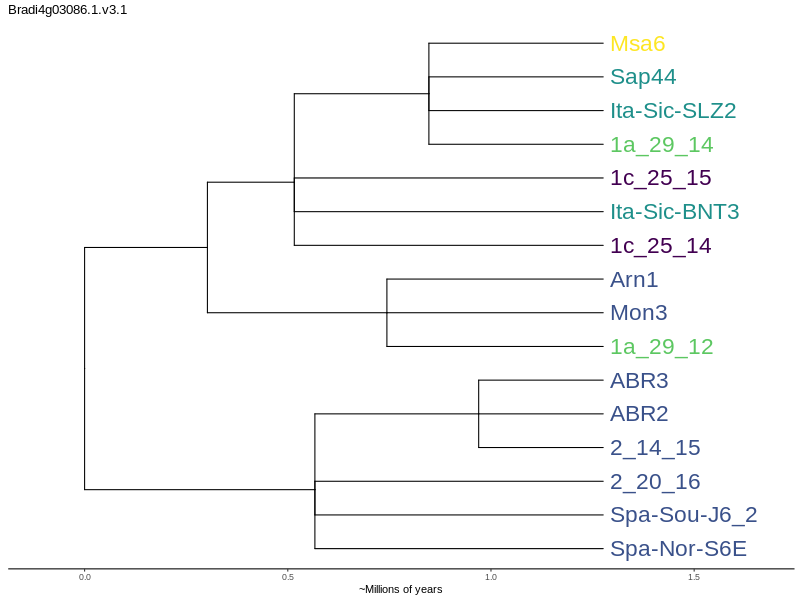 Bradi4g03086.1.v3.1
Msa6
Sap44
Ita-Sic-SLZ2
1a_29_14
1c_25_15
Ita-Sic-BNT3
1c_25_14
Arn1
Mon3
1a_29_12
ABR3
ABR2
2_14_15
2_20_16
Spa-Sou-J6_2
Spa-Nor-S6E
0.0 0.5 1.0 1.5
~Millions of years